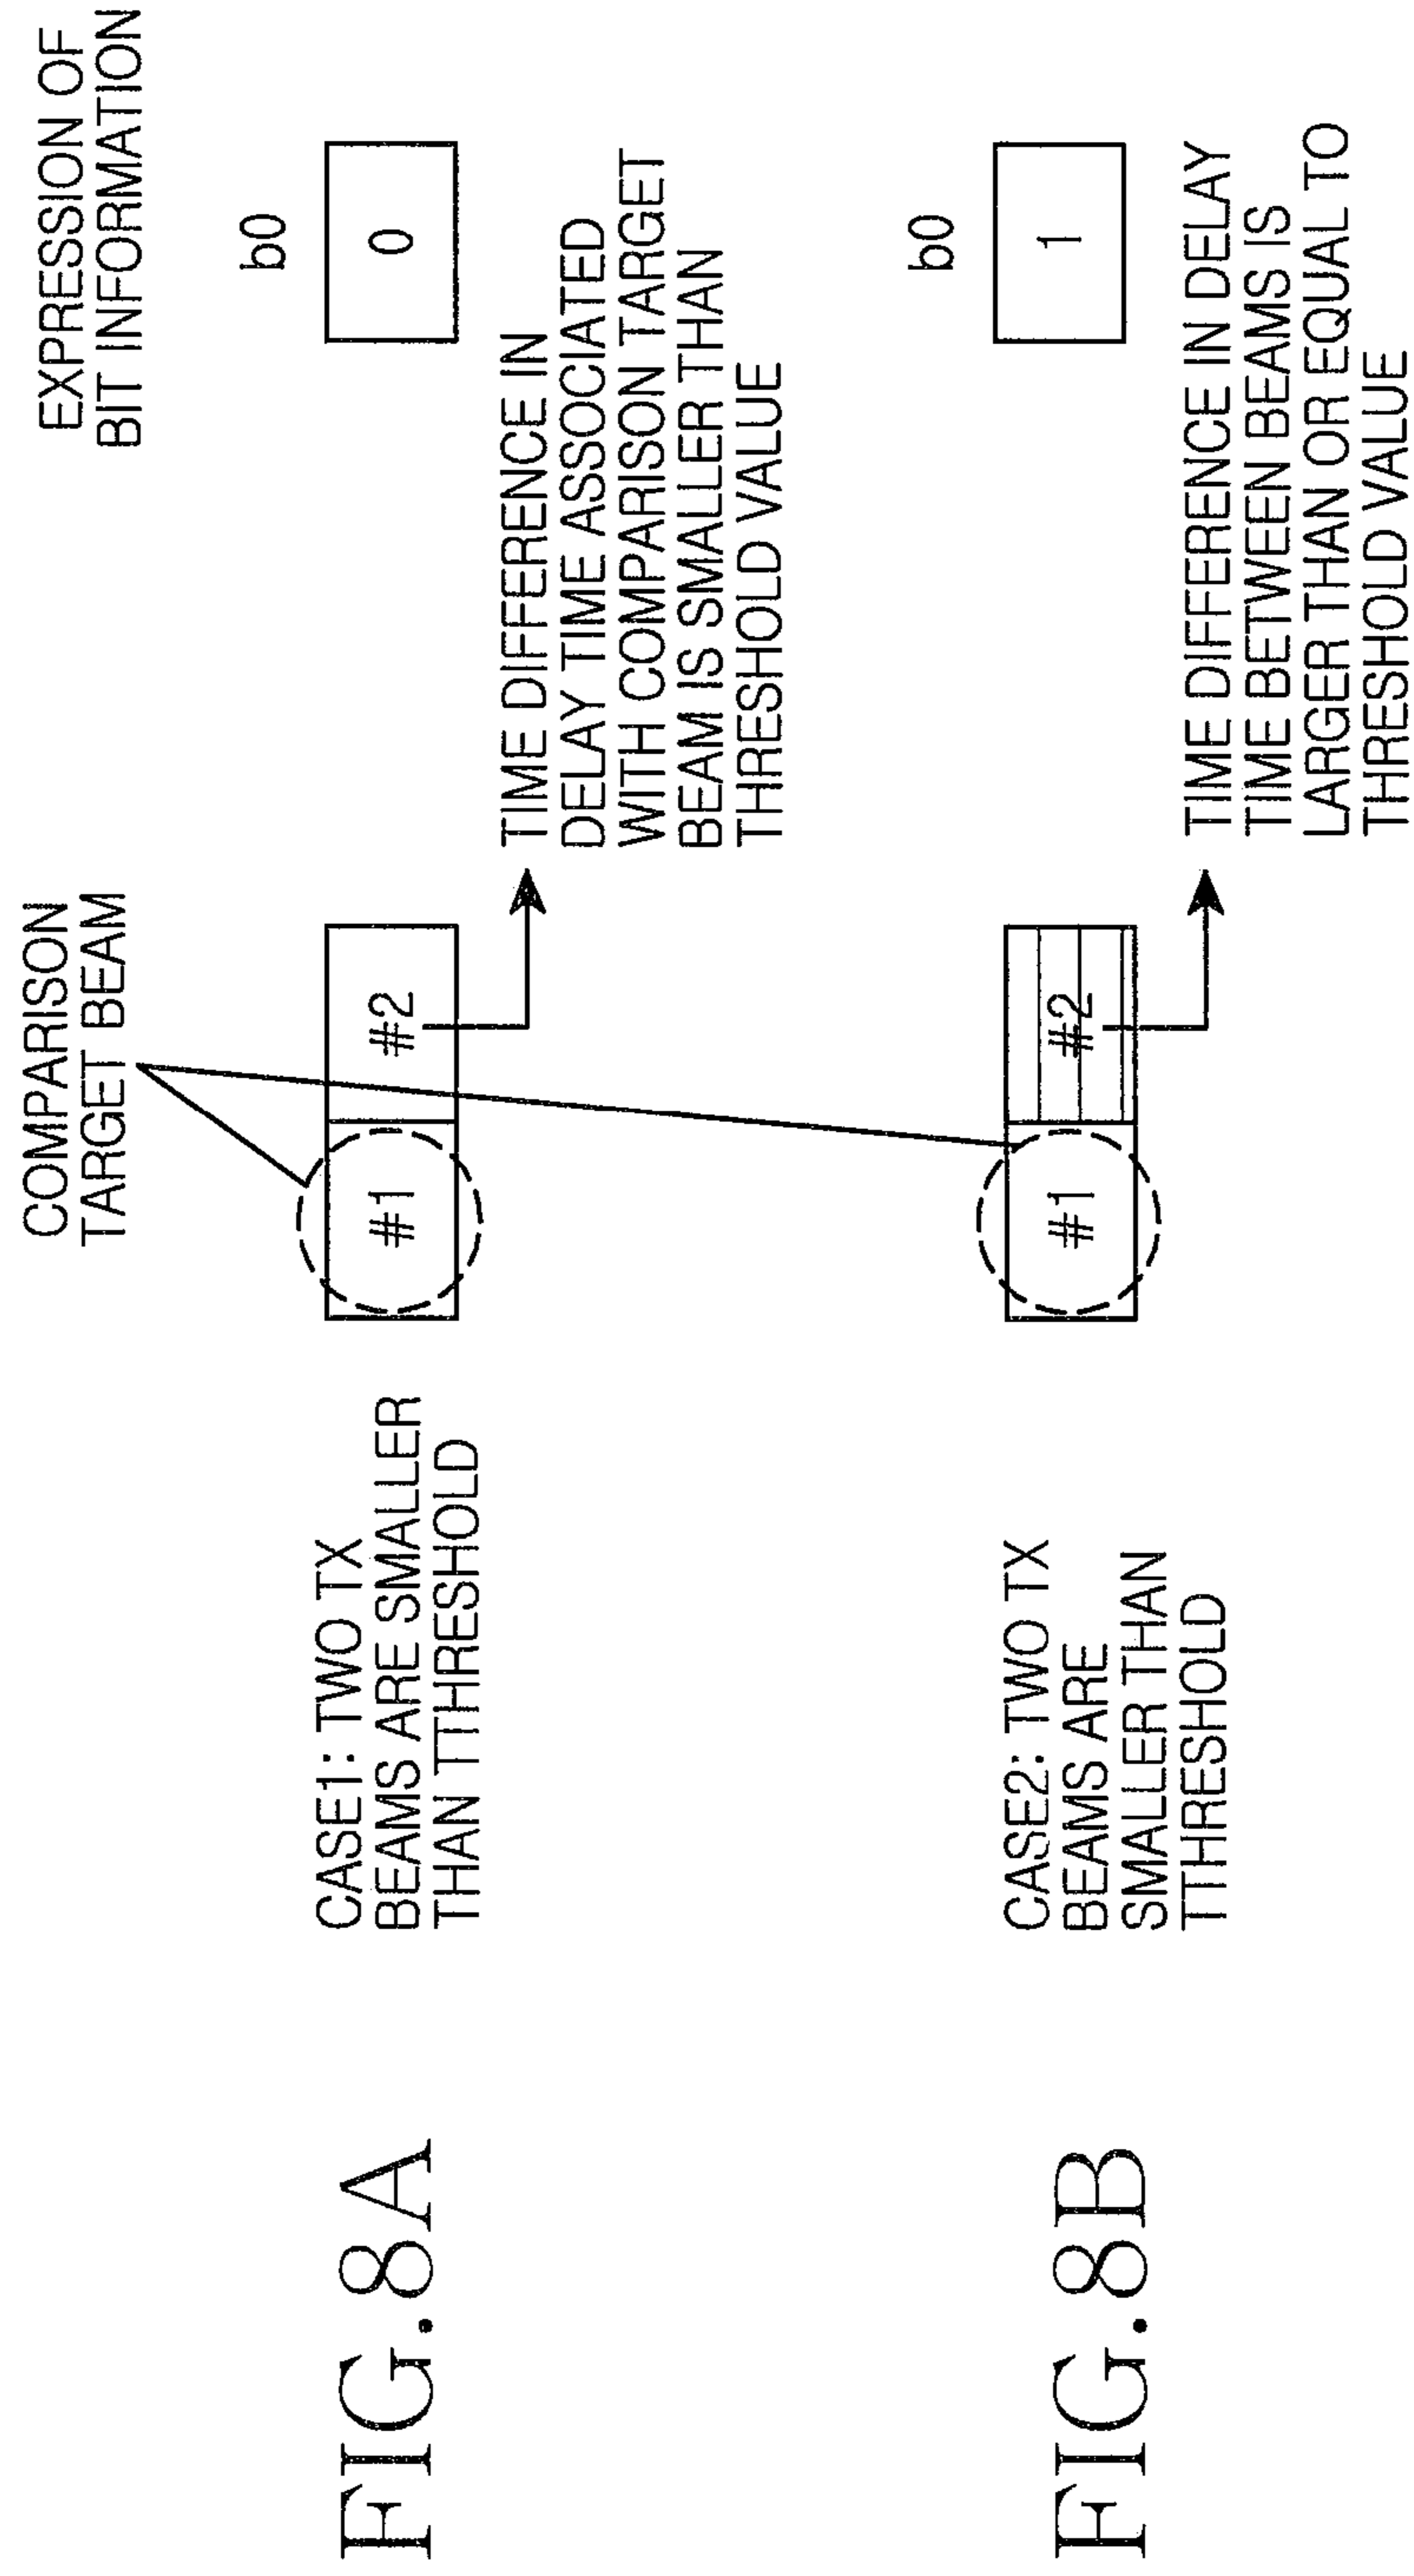 COMPARISON
TARGET BEAM
EXPRESSION OF
BIT INFORMATION
FIG.8A
CASE1: TWO TX
BEAMS ARE SMALLER
THAN TTHRESHOLD
#1
#2
b0
0
TIME DIFFERENCE IN
DELAY TIME ASSOCIATED
WITH COMPARISON TARGET
BEAM IS SMALLER THAN
THRESHOLD VALUE
FIG.8B
CASE2: TWO TX
BEAMS ARE
SMALLER THAN
TTHRESHOLD
#1
#2
b0
1
TIME DIFFERENCE IN DELAY
TIME BETWEEN BEAMS IS
LARGER THAN OR EQUAL TO
THRESHOLD VALUE